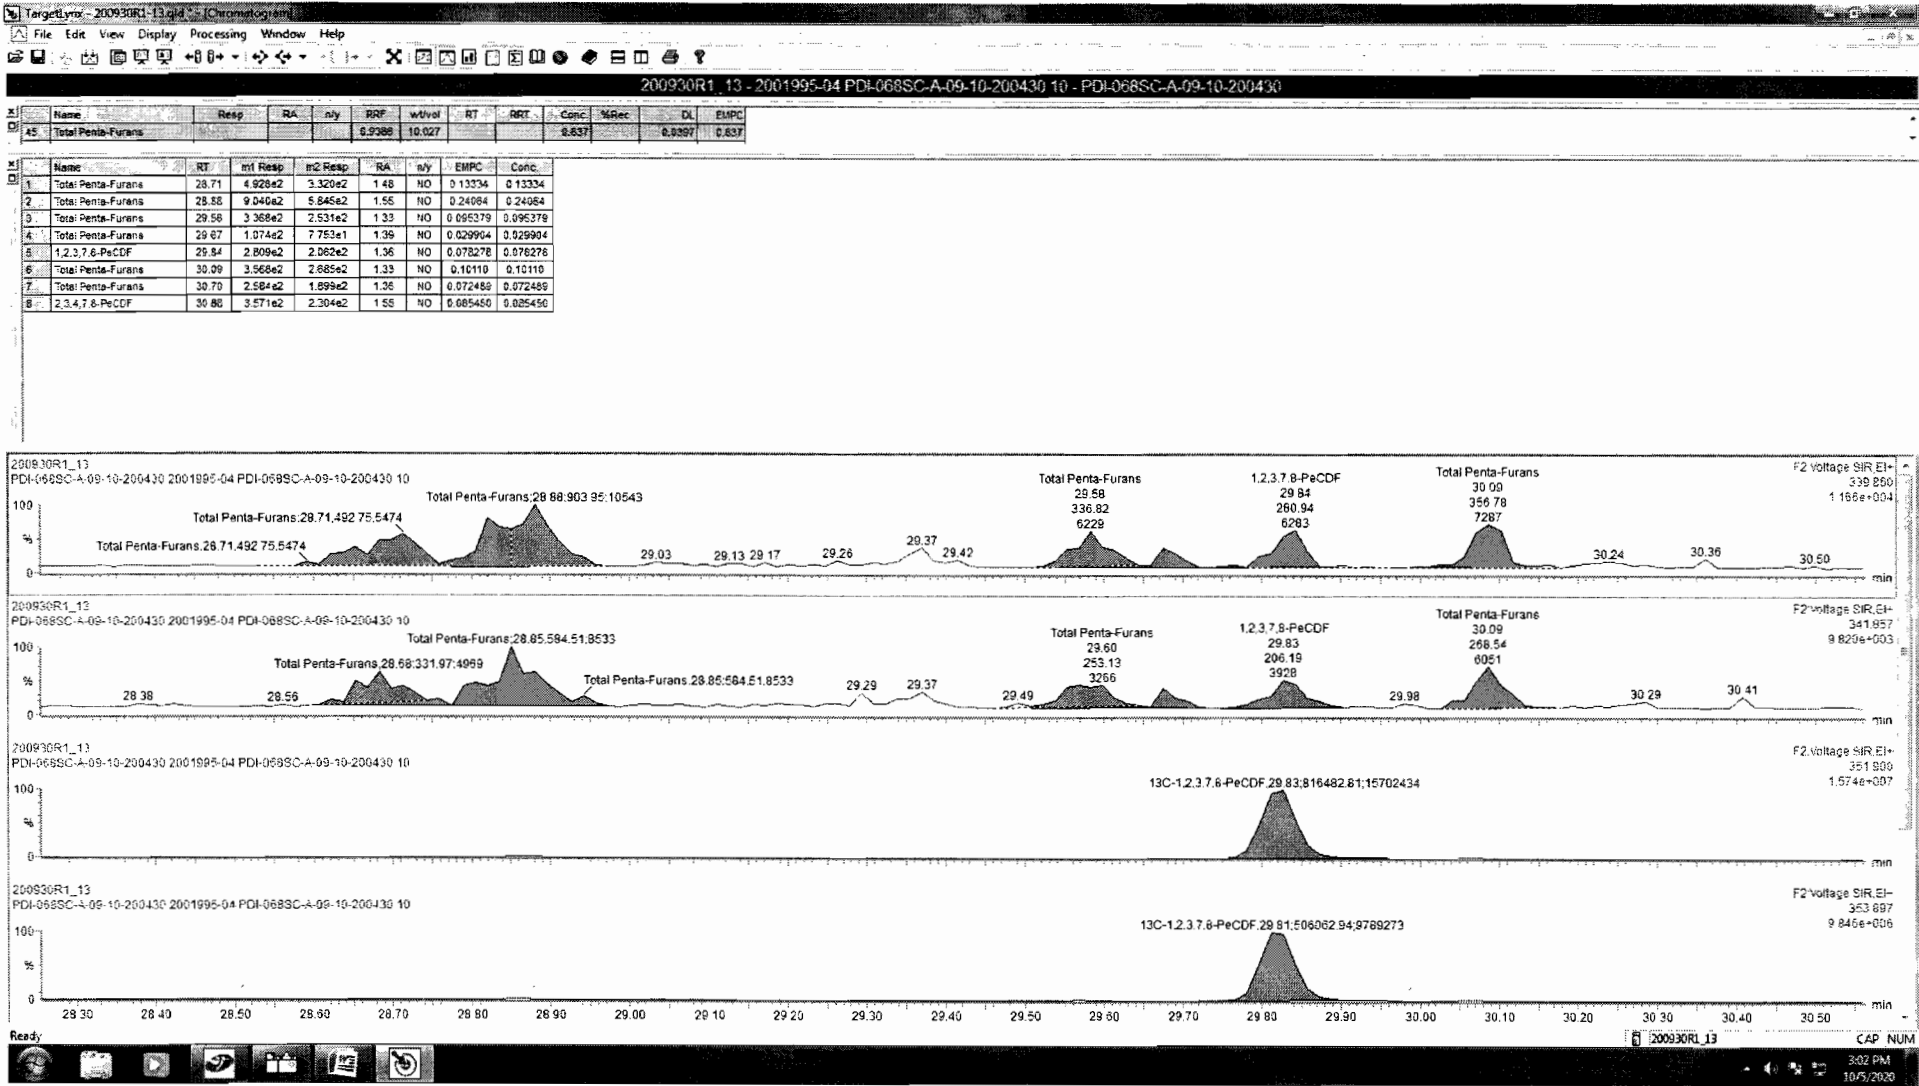 TargetLynx - 200930R1-13.qld * - [Chromatogram]
File Edit View Display Processing Window Help
200930R1_13 - 2001995-04 PDI-068SC-A-09-10-200430 10 - PDI-068SC-A-09-10-200430
Name Resp RA n/y RRF wt/vol RT RRT Conc. %Rec DL EMPC
45 Total Penta-Furans 0.9386 10.027 0.837 0.0397 0.837
Name RT m1 Resp m2 Resp RA n/y EMPC Conc.
1 Total Penta-Furans 28.71 4.928e2 3.320e2 1.48 NO 0.13334 0.13334
2 Total Penta-Furans 28.88 9.040e2 5.845e2 1.55 NO 0.24064 0.24064
3 Total Penta-Furans 29.58 3.368e2 2.531e2 1.33 NO 0.095379 0.095379
4 Total Penta-Furans 29.67 1.074e2 7.753e1 1.39 NO 0.029904 0.029904
5 1,2,3,7,8-PeCDF 29.84 2.809e2 2.062e2 1.36 NO 0.078278 0.078278
6 Total Penta-Furans 30.09 3.568e2 2.685e2 1.33 NO 0.10110 0.10110
7 Total Penta-Furans 30.70 2.584e2 1.899e2 1.36 NO 0.072489 0.072489
8 2,3,4,7,8-PeCDF 30.88 3.571e2 2.304e2 1.55 NO 0.085450 0.085450
200930R1_13
PDI-068SC-A-09-10-200430 2001995-04 PDI-068SC-A-09-10-200430 10
F2:Voltage SIR,EI+
339.860
1.166e+004
Total Penta-Furans;28.88;903.95;10543
Total Penta-Furans;28.71;492.75;5474
Total Penta-Furans;28.71;492.75;5474
Total Penta-Furans
29.58
336.82
6229
1,2,3,7,8-PeCDF
29.84
280.94
6283
Total Penta-Furans
30.09
356.78
7287
29.03 29.13 29.17 29.26 29.37 29.42 30.24 30.36 30.50
100
%
0
min
200930R1_13
PDI-068SC-A-09-10-200430 2001995-04 PDI-068SC-A-09-10-200430 10
F2:Voltage SIR,EI+
341.857
9.820e+003
Total Penta-Furans;28.85;584.51;8533
Total Penta-Furans;28.68;331.97;4969
Total Penta-Furans;28.85;584.51;8533
Total Penta-Furans
29.60
253.13
3266
1,2,3,7,8-PeCDF
29.83
206.19
3928
Total Penta-Furans
30.09
268.54
6051
28.38 28.56 29.29 29.37 29.49 29.98 30.29 30.41
100
%
0
min
200930R1_13
PDI-068SC-A-09-10-200430 2001995-04 PDI-068SC-A-09-10-200430 10
F2:Voltage SIR,EI+
351.900
1.574e+007
13C-1,2,3,7,8-PeCDF;29.83;816482.81;15702434
100
%
0
min
200930R1_13
PDI-068SC-A-09-10-200430 2001995-04 PDI-068SC-A-09-10-200430 10
F2:Voltage SIR,EI+
353.897
9.846e+006
13C-1,2,3,7,8-PeCDF;29.81;506062.94;9789273
100
%
0
min
28.30 28.40 28.50 28.60 28.70 28.80 28.90 29.00 29.10 29.20 29.30 29.40 29.50 29.60 29.70 29.80 29.90 30.00 30.10 30.20 30.30 30.40 30.50
Ready
200930R1_13 CAP NUM
3:02 PM
10/5/2020